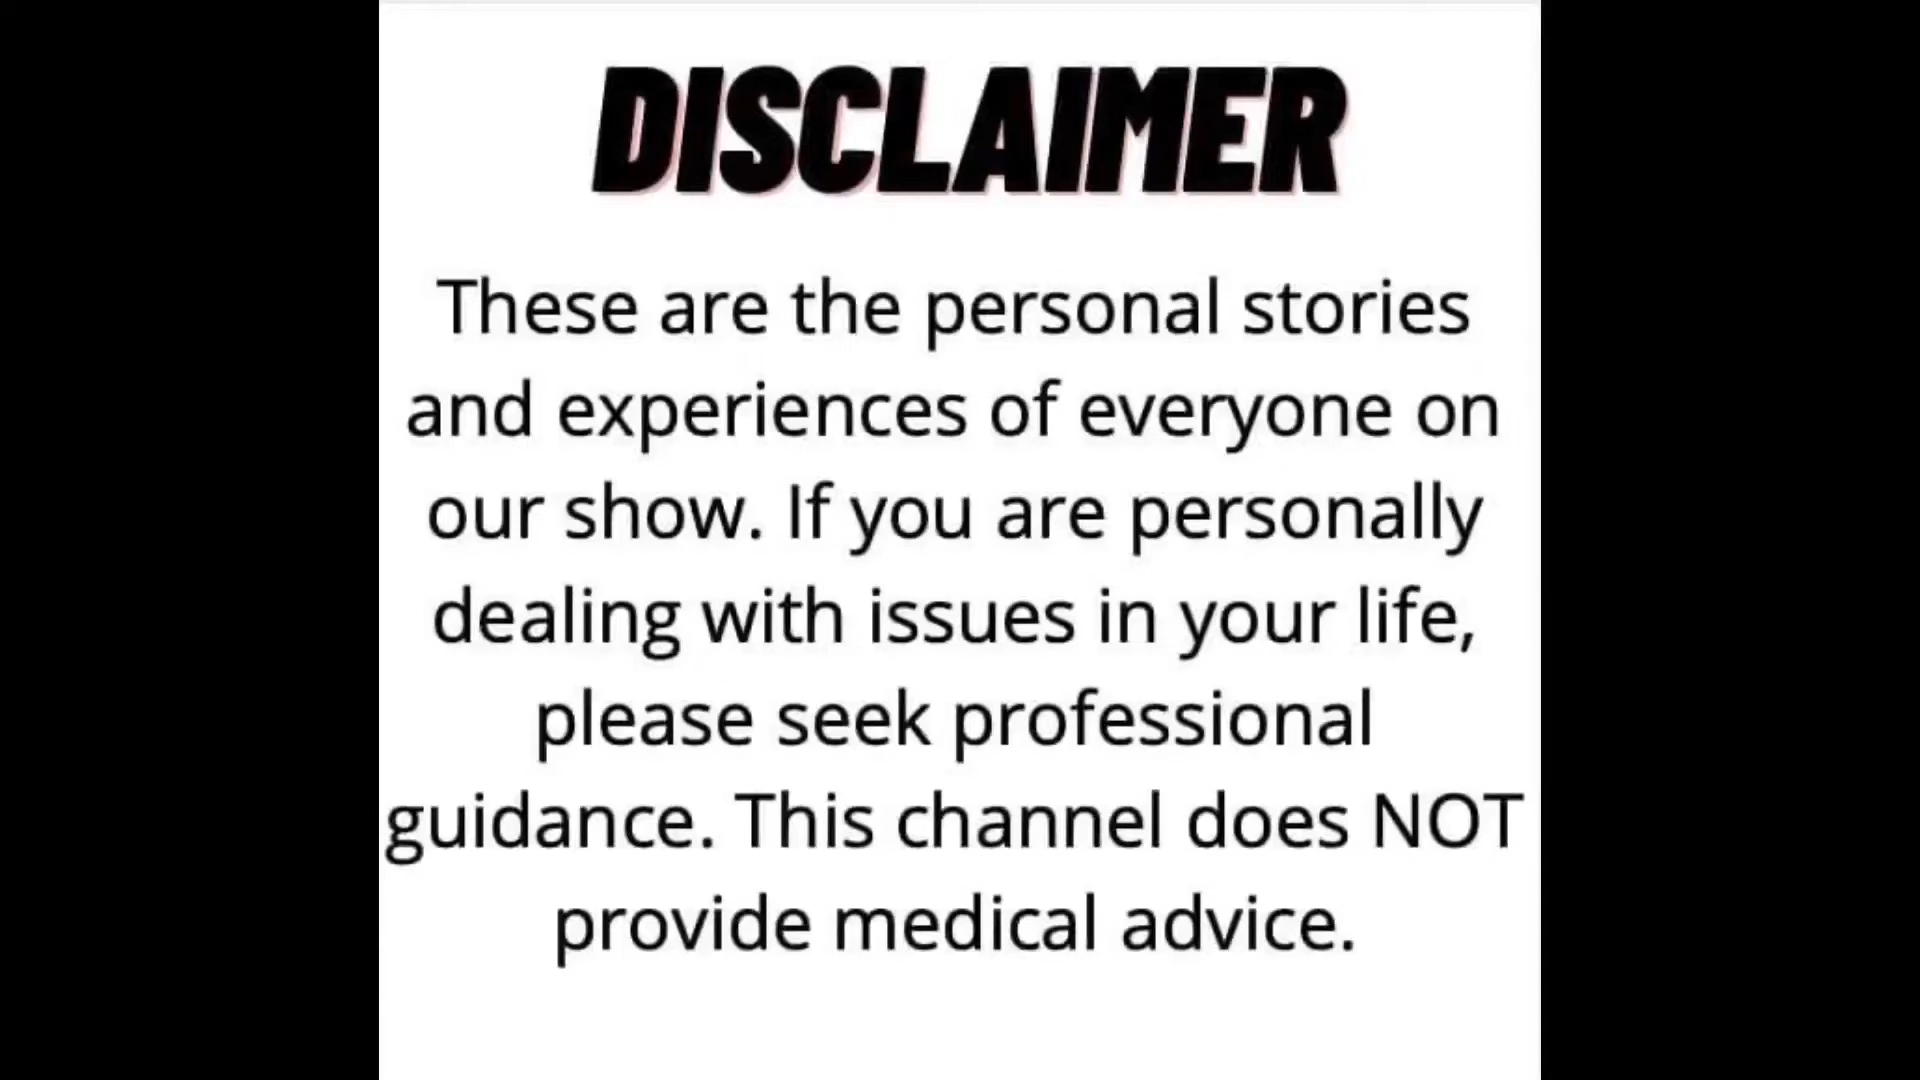 DISCLAIMER
These are the personal stories
and experiences of everyone on
our show. If you are personally
dealing with issues in your life,
please seek professional
guidance. This channel does NOT
provide medical advice.